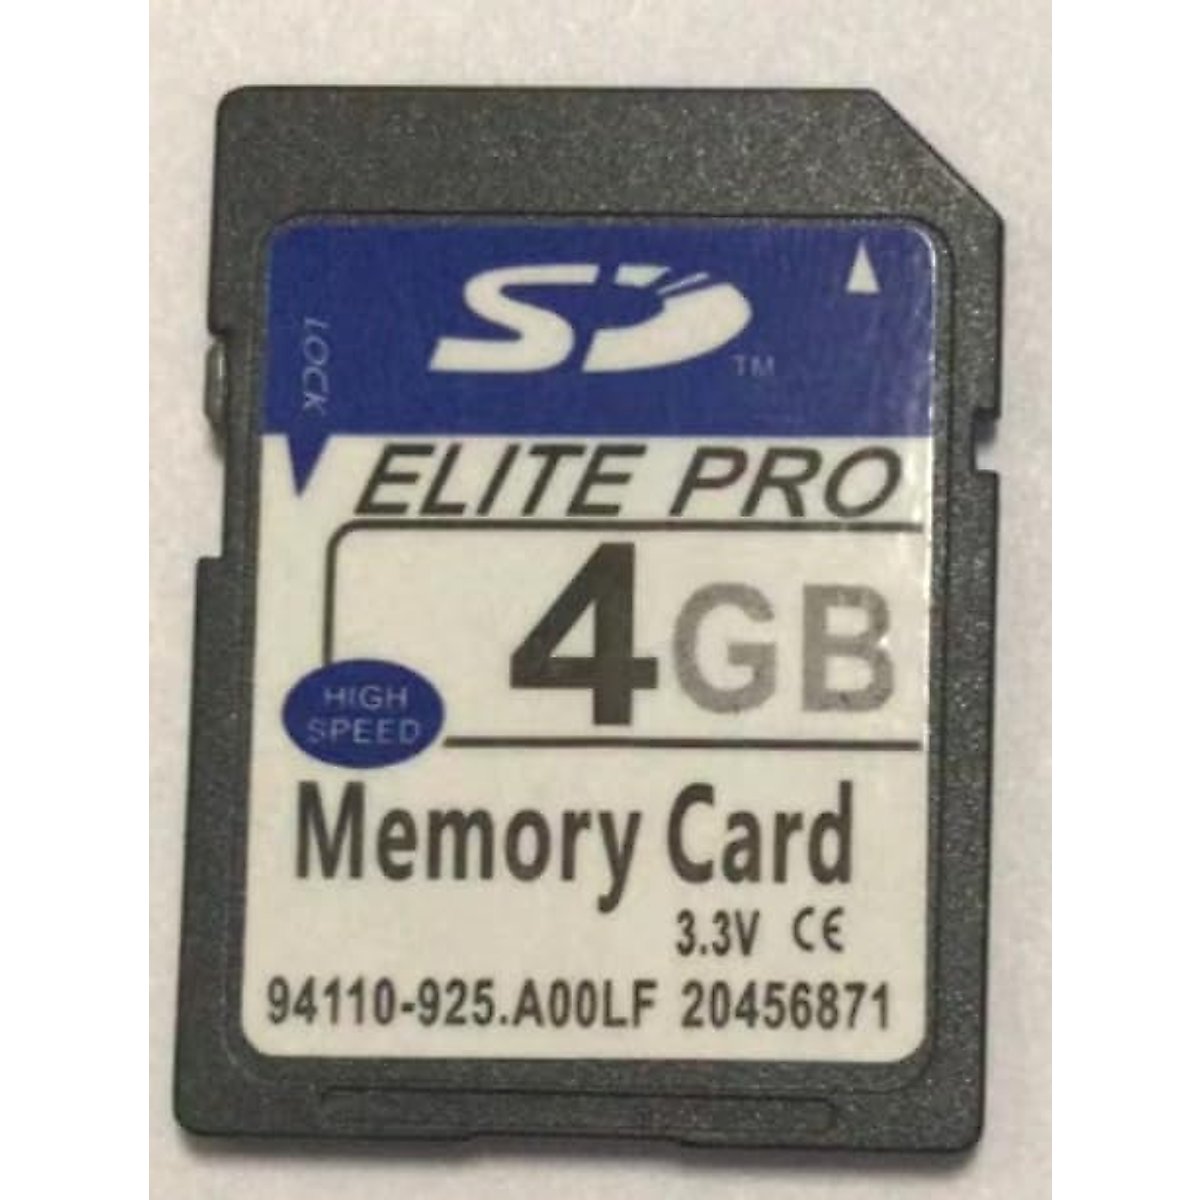 SD TM
LOCK
ELITE PRO
4GB
HIGH
SPEED
Memory Card
3.3V CE
94110-925.A00LF 20456871